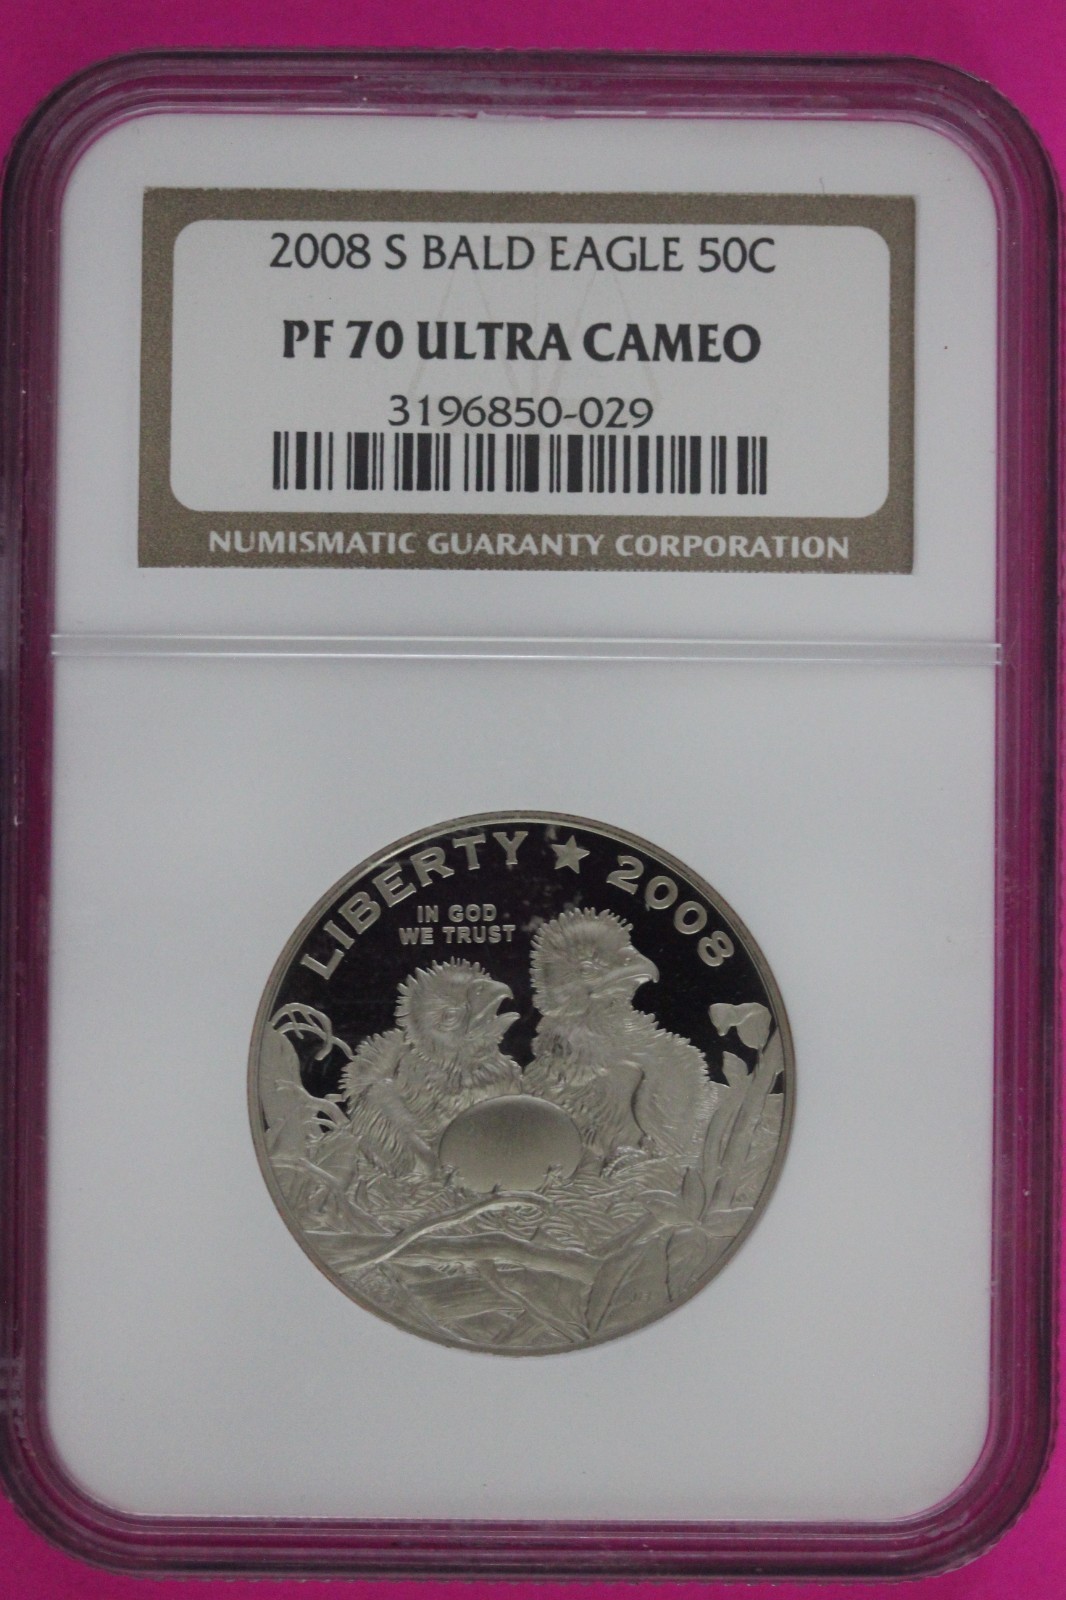 2008 S BALD EAGLE 50C
PF 70 ULTRA CAMEO
3196850-029
NUMISMATIC GUARANTY CORPORATION
LIBERTY ★ 2008
IN GOD
WE TRUST